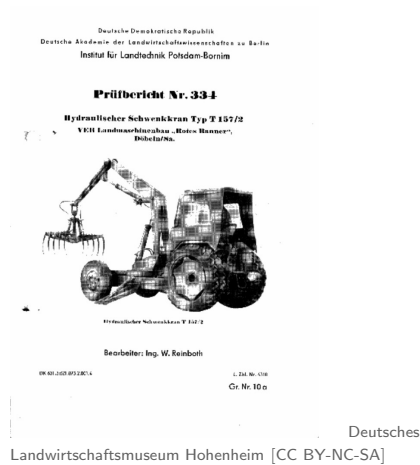 Deutsche Demokratische Republik
Deutsche Akademie der Landwirtschaftswissenschaften zu Berlin
Institut für Landtechnik Potsdam-Bornim
Prüfbericht Nr. 334
Hydraulischer Schwenkkran Typ T 157/2
VEB Landmaschinenbau „Rotes Banner“,
Döbeln/Sa.
Hydraulischer Schwenkkran T 157/2
Bearbeiter: Ing. W. Reinboth
Gr. Nr. 10 a
Deutsches
Landwirtschaftsmuseum Hohenheim [CC BY-NC-SA]